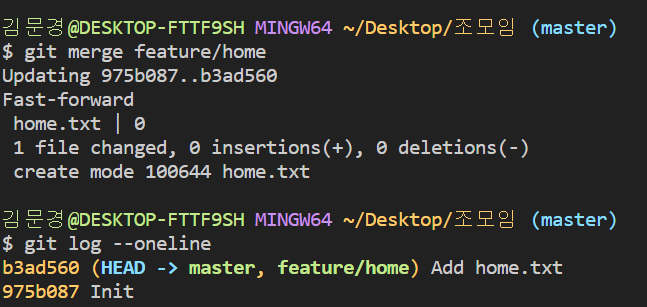 김문경@DESKTOP-FTTF9SH MINGW64 ~/Desktop/조모임 (master)
$ git merge feature/home
Updating 975b087..b3ad560
Fast-forward
 home.txt | 0
 1 file changed, 0 insertions(+), 0 deletions(-)
 create mode 100644 home.txt

김문경@DESKTOP-FTTF9SH MINGW64 ~/Desktop/조모임 (master)
$ git log --oneline
b3ad560 (HEAD -> master, feature/home) Add home.txt
975b087 Init